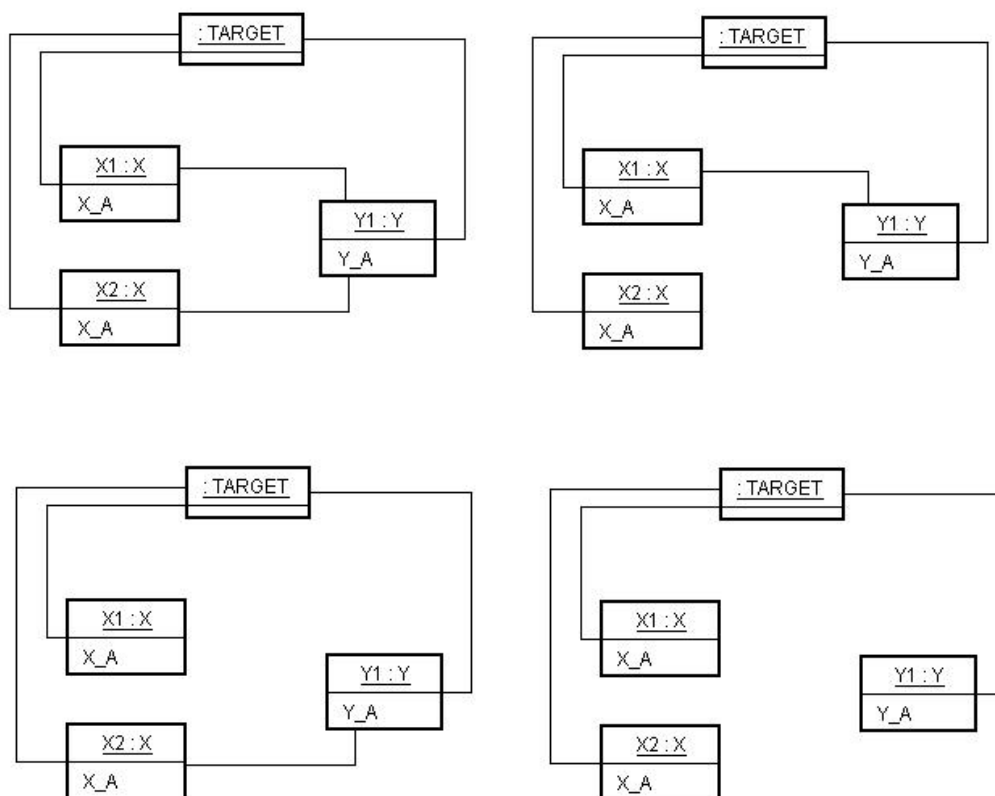 : TARGET
X1 : X
X_A
Y1 : Y
Y_A
X2 : X
X_A
: TARGET
X1 : X
X_A
Y1 : Y
Y_A
X2 : X
X_A
: TARGET
X1 : X
X_A
Y1 : Y
Y_A
X2 : X
X_A
: TARGET
X1 : X
X_A
Y1 : Y
Y_A
X2 : X
X_A